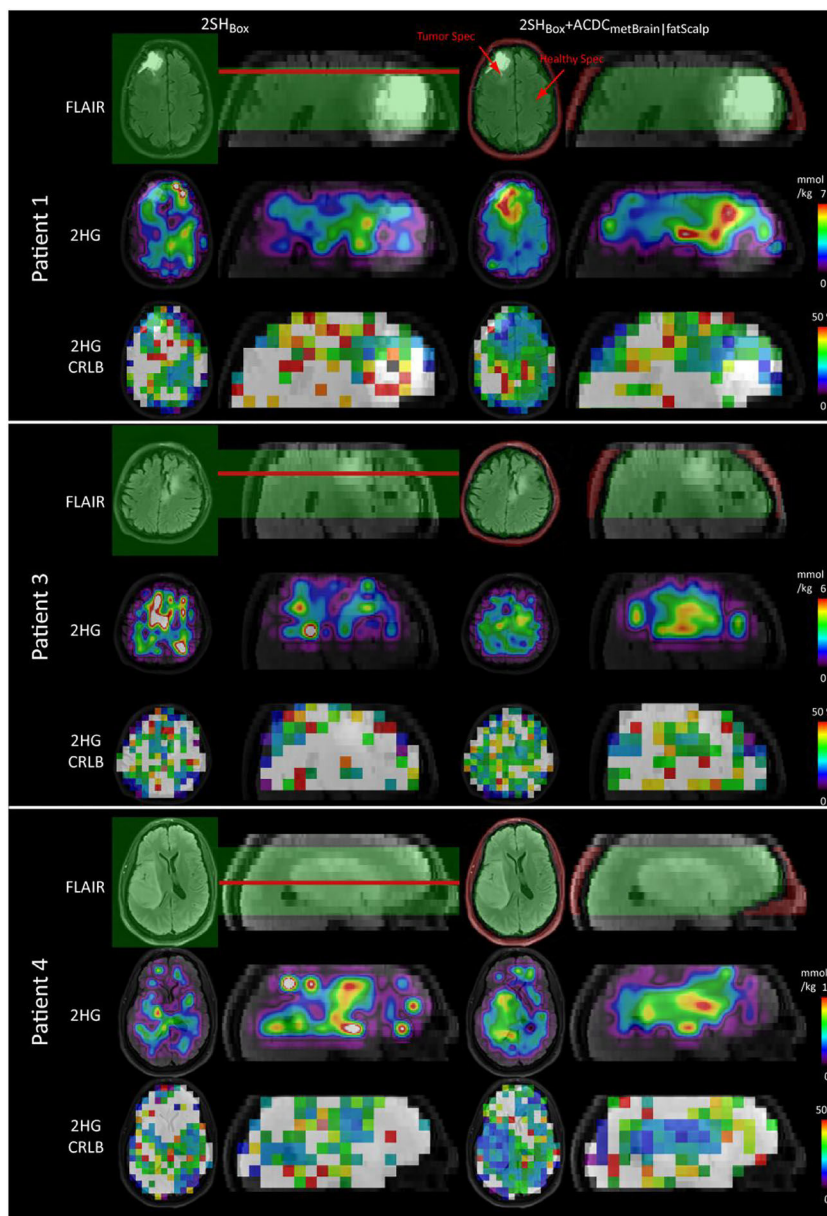 2SH_Box 2SH_Box+ACDC_metBrain|fatScalp
Tumor Spec
Healthy Spec
FLAIR
mmol
/kg 7
Patient 1
2HG
0
50 %
2HG
CRLB
0
FLAIR
Patient 3
mmol
/kg 6
2HG
0
50 %
2HG
CRLB
0
FLAIR
Patient 4
mmol
/kg 1
2HG
0
50
2HG
CRLB
0